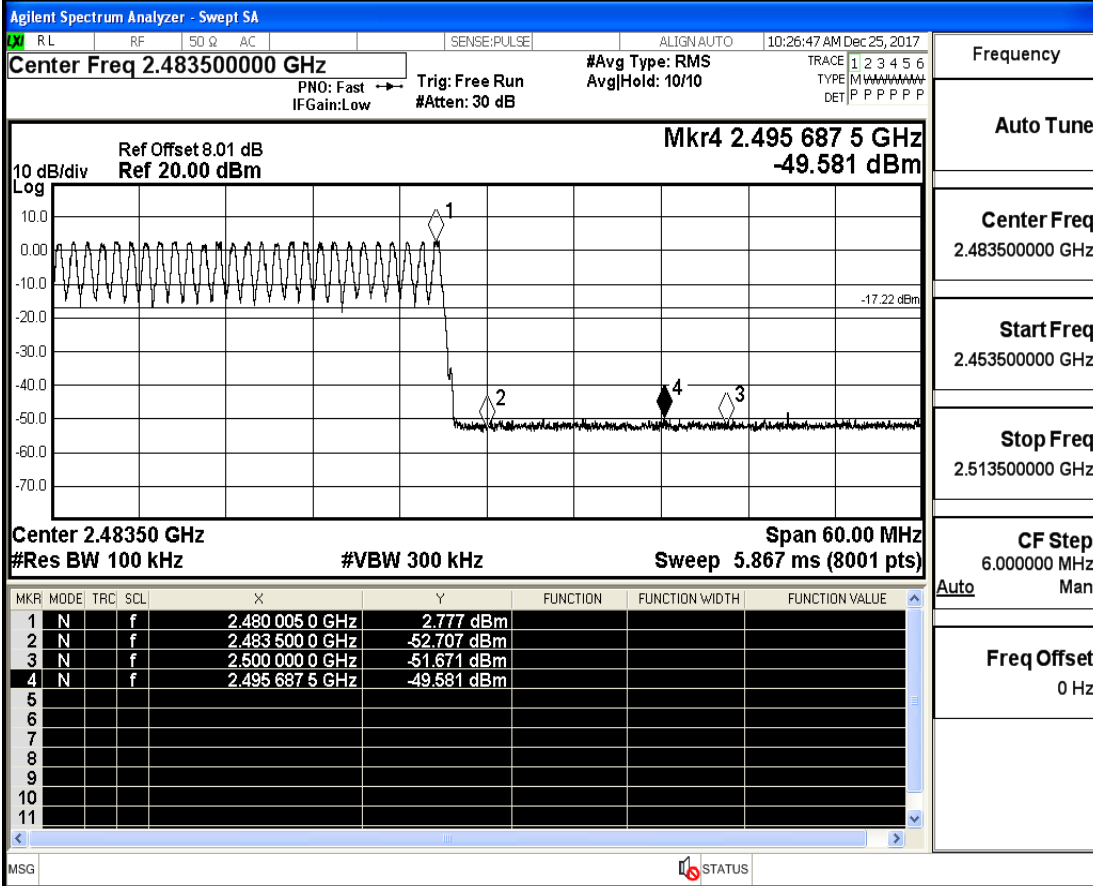 Agilent Spectrum Analyzer - Swept SA
LXI RL RF 50 Ω AC SENSE:PULSE ALIGN AUTO 10:26:47 AM Dec 25, 2017
Center Freq 2.483500000 GHz
PNO: Fast
IFGain:Low
Trig: Free Run
#Atten: 30 dB
#Avg Type: RMS
Avg|Hold: 10/10
TRACE 1 2 3 4 5 6
TYPE M WWWWW
DET P P P P P P
Mkr4 2.495 687 5 GHz
-49.581 dBm
Ref Offset 8.01 dB
10 dB/div Ref 20.00 dBm
Log
10.0
0.00
-10.0
-20.0
-30.0
-40.0
-50.0
-60.0
-70.0
1
-17.22 dBm
2
4
3
Center 2.48350 GHz Span 60.00 MHz
#Res BW 100 kHz #VBW 300 kHz Sweep 5.867 ms (8001 pts)
MKR MODE TRC SCL X Y FUNCTION FUNCTION WIDTH FUNCTION VALUE
1 N f 2.480 005 0 GHz 2.777 dBm
2 N f 2.483 500 0 GHz -52.707 dBm
3 N f 2.500 000 0 GHz -51.671 dBm
4 N f 2.495 687 5 GHz -49.581 dBm
5
6
7
8
9
10
11
MSG STATUS
Frequency
Auto Tune
Center Freq
2.483500000 GHz
Start Freq
2.453500000 GHz
Stop Freq
2.513500000 GHz
CF Step
6.000000 MHz
Auto Man
Freq Offset
0 Hz